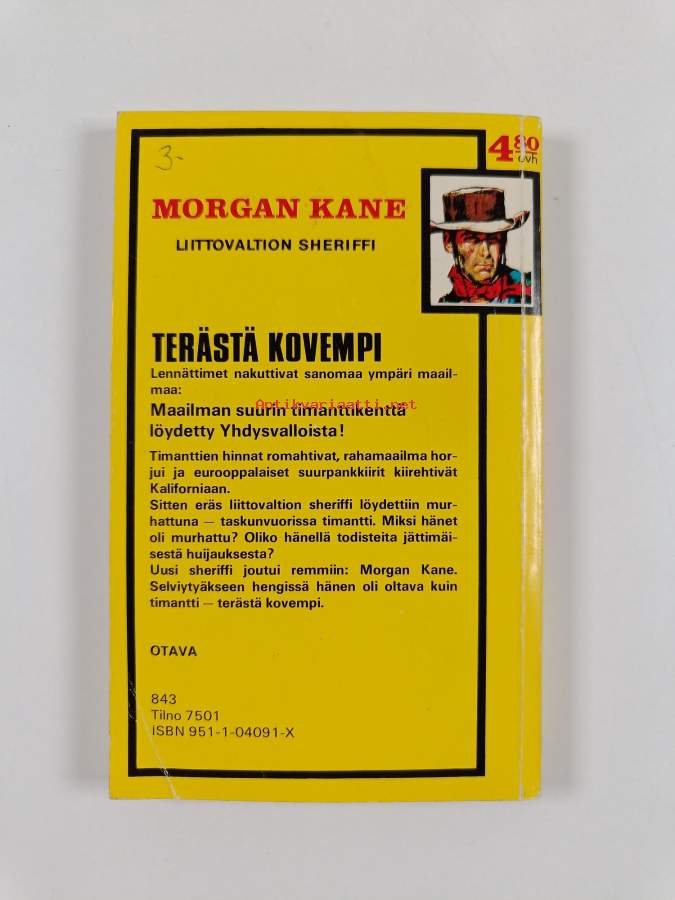 3-
4 80
ovh
MORGAN KANE
LIITTOVALTION SHERIFFI
TERÄSTÄ KOVEMPI
Lennättimet nakuttivat sanomaa ympäri maail-
maa:
Antikvariaatti.net
Maailman suurin timanttikenttä
löydetty Yhdysvalloista!
Timanttien hinnat romahtivat, rahamaailma hor-
jui ja eurooppalaiset suurpankkiirit kiirehtivät
Kaliforniaan.
Sitten eräs liittovaltion sheriffi löydettiin mur-
hattuna — taskunvuorissa timantti. Miksi hänet
oli murhattu? Oliko hänellä todisteita jättimäi-
sestä huijauksesta?
Uusi sheriffi joutui remmiin: Morgan Kane.
Selviytyäkseen hengissä hänen oli oltava kuin
timantti — terästä kovempi.
OTAVA
843
Tilno 7501
ISBN 951-1-04091-X